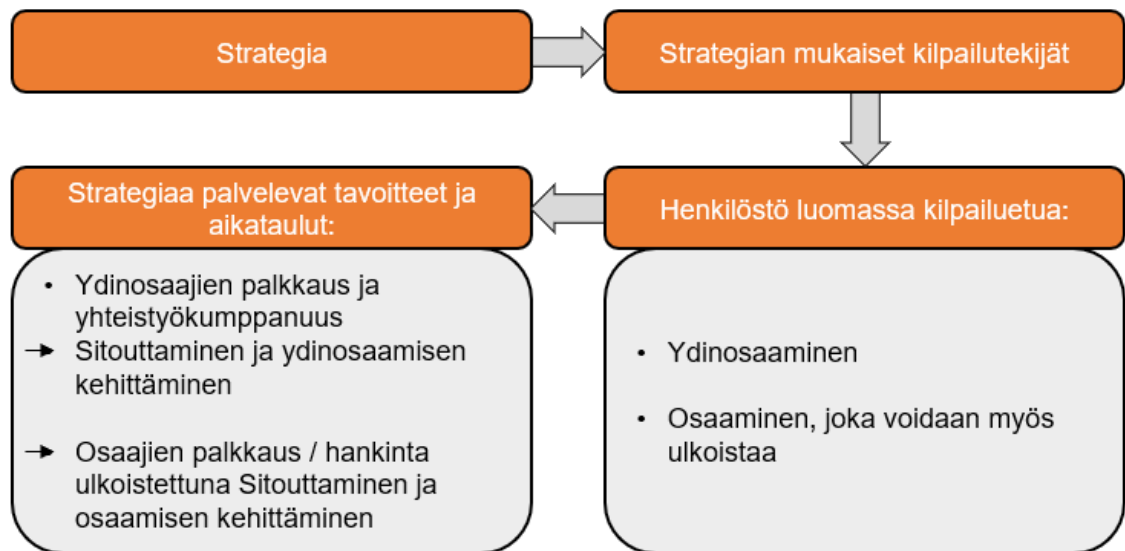 Strategia
Strategian mukaiset kilpailutekijät
Henkilöstö luomassa kilpailuetua:
• Ydinosaaminen
• Osaaminen, joka voidaan myös
ulkoistaa
Strategiaa palvelevat tavoitteet ja
aikataulut:
• Ydinosaajien palkkaus ja
yhteistyökumppanuus
→ Sitouttaminen ja ydinosaamisen
kehittäminen
→ Osaajien palkkaus / hankinta
ulkoistettuna Sitouttaminen ja
osaamisen kehittäminen